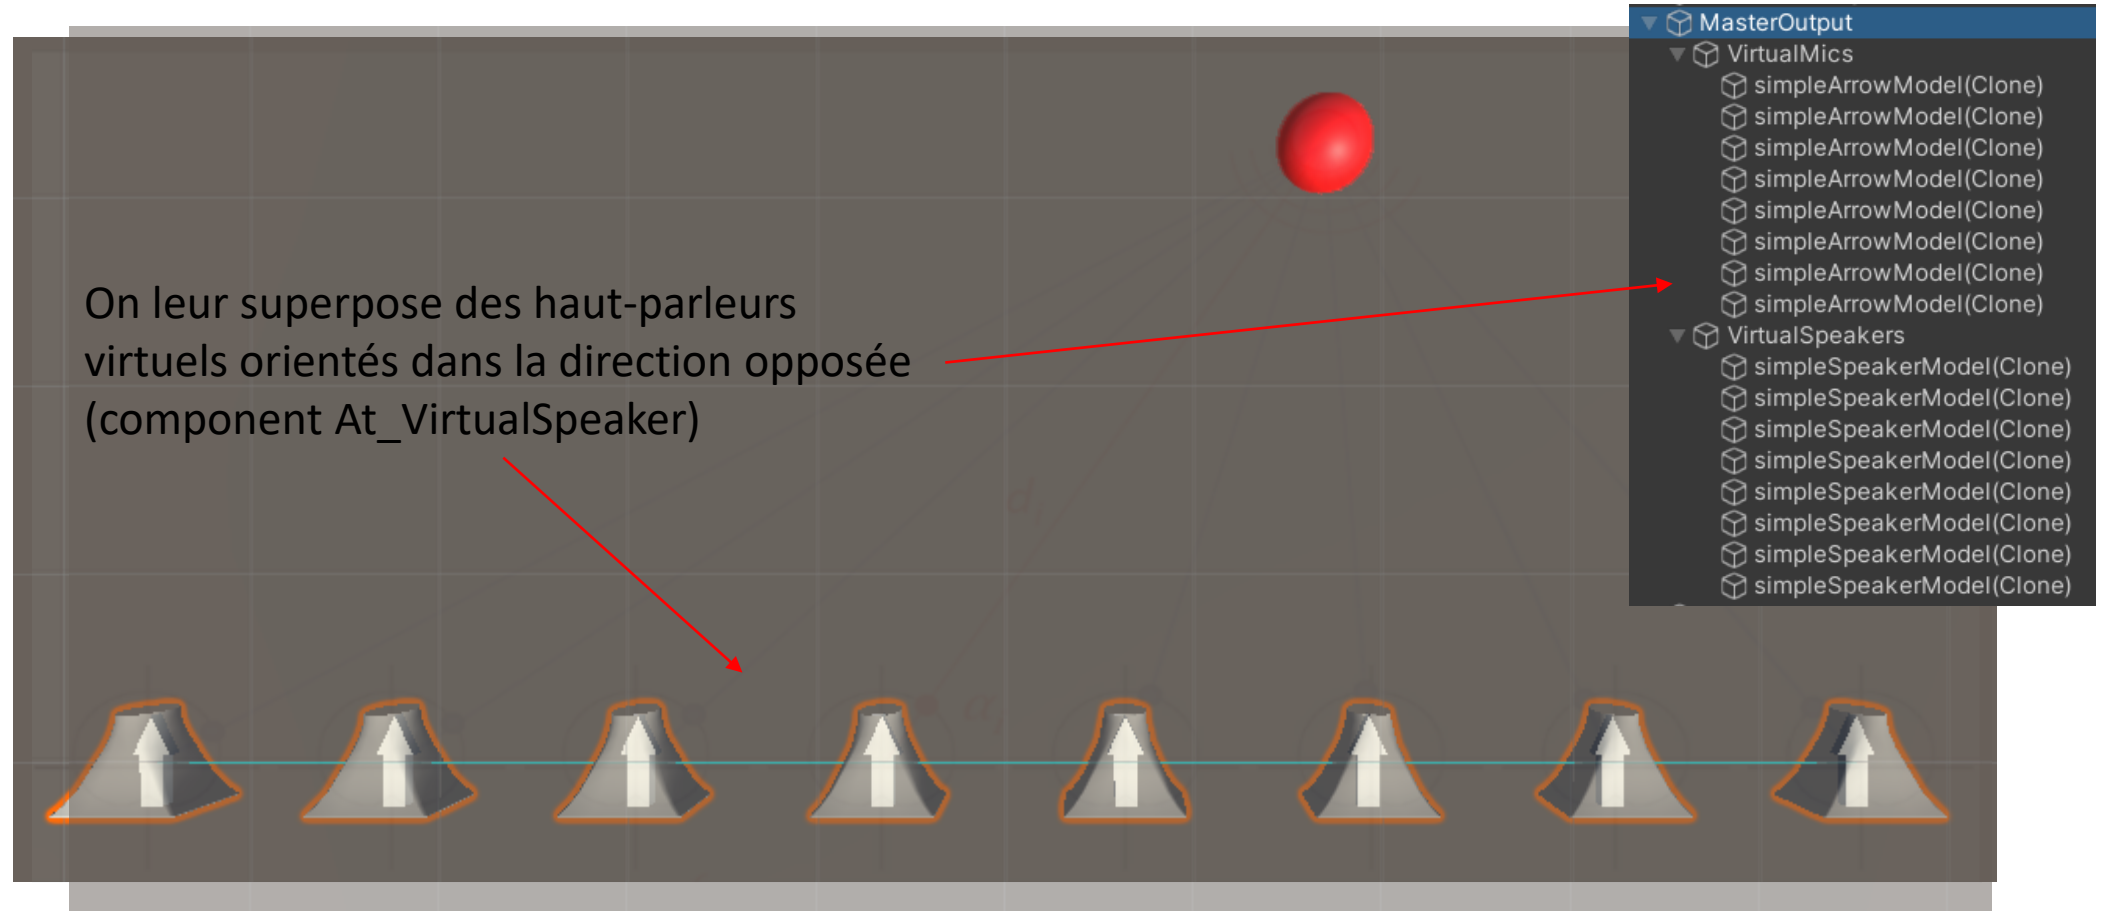 On leur superpose des haut-parleurs
virtuels orientés dans la direction opposée
(component At_VirtualSpeaker)
MasterOutput
VirtualMics
simpleArrowModel(Clone)
simpleArrowModel(Clone)
simpleArrowModel(Clone)
simpleArrowModel(Clone)
simpleArrowModel(Clone)
simpleArrowModel(Clone)
simpleArrowModel(Clone)
simpleArrowModel(Clone)
VirtualSpeakers
simpleSpeakerModel(Clone)
simpleSpeakerModel(Clone)
simpleSpeakerModel(Clone)
simpleSpeakerModel(Clone)
simpleSpeakerModel(Clone)
simpleSpeakerModel(Clone)
simpleSpeakerModel(Clone)
simpleSpeakerModel(Clone)